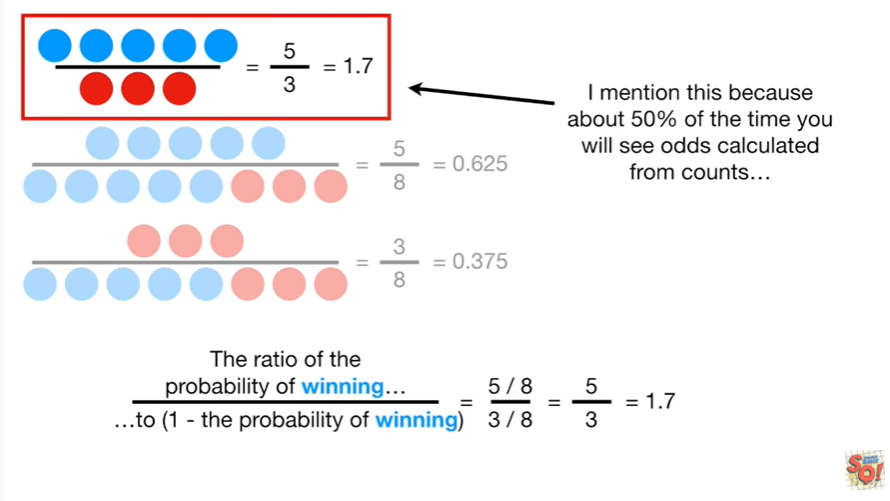 = 5/3 = 1.7
I mention this because
about 50% of the time you
will see odds calculated
from counts...
= 5/8 = 0.625
= 3/8 = 0.375
The ratio of the
probability of winning...
...to (1 - the probability of winning)
= 5 / 8 / 3 / 8 = 5/3 = 1.7
SQ!